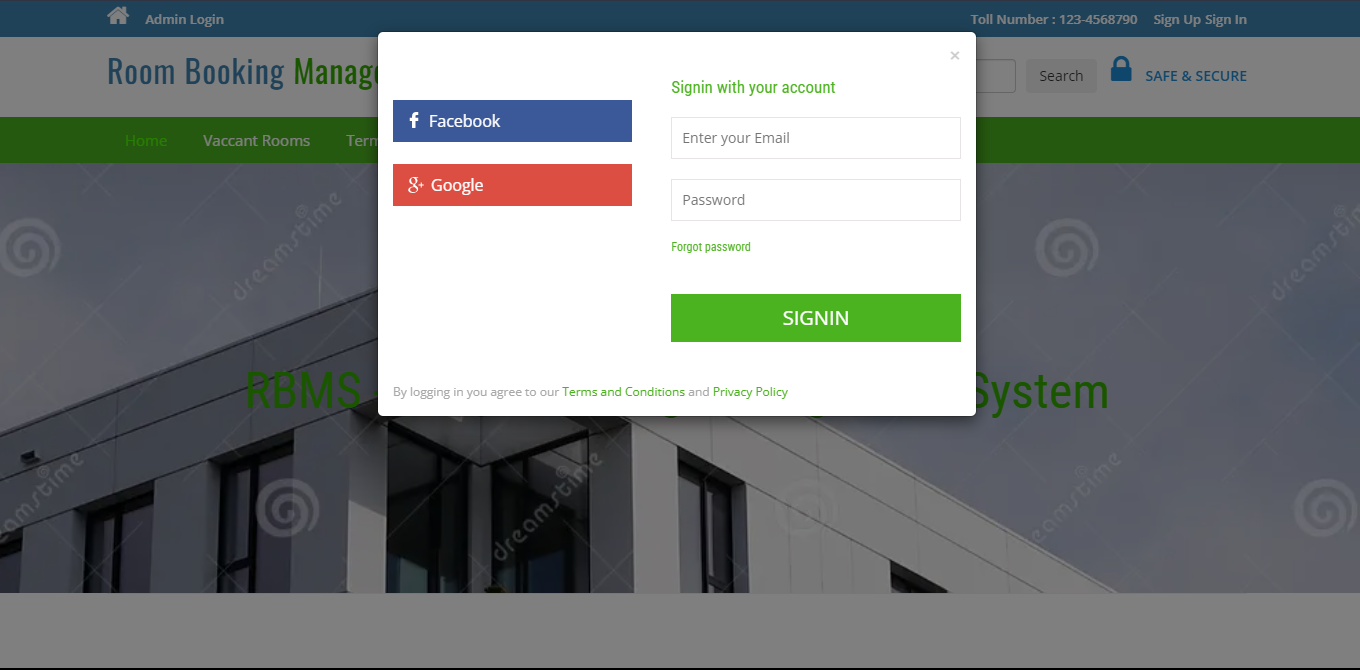 Admin Login
Toll Number : 123-4568790 Sign Up Sign In
Room Booking
Search
SAFE & SECURE
Home
Vaccant Rooms
×
Signin with your account
Facebook
Google
Enter your Email
Password
Forgot password
SIGNIN
By logging in you agree to our Terms and Conditions and Privacy Policy
RBMS
System
dreamstime
dreamstime
dreamstime
dreamstime